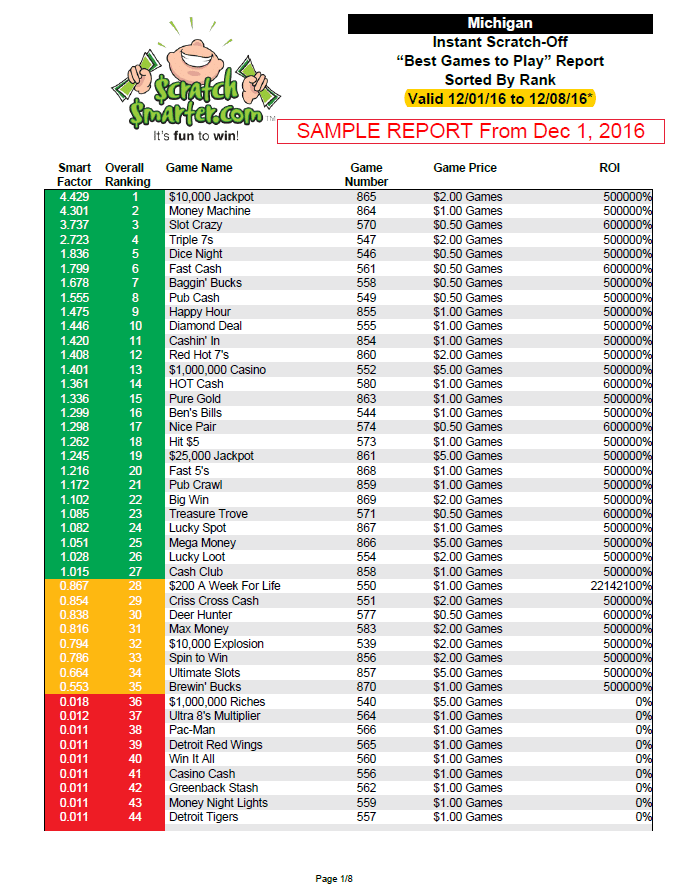 Michigan
Instant Scratch-Off
“Best Games to Play” Report
Sorted By Rank
Valid 12/01/16 to 12/08/16*
Scratch
Smarter.com TM
It's fun to win!
SAMPLE REPORT From Dec 1, 2016
Smart Overall Game Name Game Game Price ROI
Factor Ranking Number
4.429 1 $10,000 Jackpot 865 $2.00 Games 500000%
4.301 2 Money Machine 864 $1.00 Games 500000%
3.737 3 Slot Crazy 570 $0.50 Games 600000%
2.723 4 Triple 7s 547 $2.00 Games 500000%
1.836 5 Dice Night 546 $0.50 Games 500000%
1.799 6 Fast Cash 561 $0.50 Games 600000%
1.678 7 Baggin' Bucks 558 $0.50 Games 500000%
1.555 8 Pub Cash 549 $0.50 Games 500000%
1.475 9 Happy Hour 855 $1.00 Games 500000%
1.446 10 Diamond Deal 555 $1.00 Games 500000%
1.420 11 Cashin' In 854 $1.00 Games 500000%
1.408 12 Red Hot 7's 860 $2.00 Games 500000%
1.401 13 $1,000,000 Casino 552 $5.00 Games 500000%
1.361 14 HOT Cash 580 $1.00 Games 600000%
1.336 15 Pure Gold 863 $1.00 Games 500000%
1.299 16 Ben's Bills 544 $1.00 Games 500000%
1.298 17 Nice Pair 574 $0.50 Games 600000%
1.262 18 Hit $5 573 $1.00 Games 500000%
1.245 19 $25,000 Jackpot 861 $5.00 Games 500000%
1.216 20 Fast 5's 868 $1.00 Games 500000%
1.172 21 Pub Crawl 859 $1.00 Games 500000%
1.102 22 Big Win 869 $2.00 Games 500000%
1.085 23 Treasure Trove 571 $0.50 Games 600000%
1.082 24 Lucky Spot 867 $1.00 Games 500000%
1.051 25 Mega Money 866 $5.00 Games 500000%
1.028 26 Lucky Loot 554 $2.00 Games 500000%
1.015 27 Cash Club 858 $1.00 Games 500000%
0.867 28 $200 A Week For Life 550 $1.00 Games 22142100%
0.854 29 Criss Cross Cash 551 $2.00 Games 500000%
0.838 30 Deer Hunter 577 $0.50 Games 600000%
0.816 31 Max Money 583 $2.00 Games 500000%
0.794 32 $10,000 Explosion 539 $2.00 Games 500000%
0.786 33 Spin to Win 856 $2.00 Games 500000%
0.664 34 Ultimate Slots 857 $5.00 Games 500000%
0.553 35 Brewin' Bucks 870 $1.00 Games 500000%
0.018 36 $1,000,000 Riches 540 $5.00 Games 0%
0.012 37 Ultra 8's Multiplier 564 $1.00 Games 0%
0.011 38 Pac-Man 566 $1.00 Games 0%
0.011 39 Detroit Red Wings 565 $1.00 Games 0%
0.011 40 Win It All 560 $1.00 Games 0%
0.011 41 Casino Cash 556 $1.00 Games 0%
0.011 42 Greenback Stash 562 $1.00 Games 0%
0.011 43 Money Night Lights 559 $1.00 Games 0%
0.011 44 Detroit Tigers 557 $1.00 Games 0%
Page 1/8